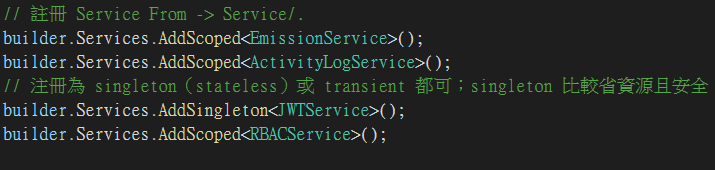 // 註冊 Service From -> Service/.
builder.Services.AddScoped<EmissionService>();
builder.Services.AddScoped<ActivityLogService>();
// 注冊為 singleton（stateless）或 transient 都可；singleton 比較省資源且安全
builder.Services.AddSingleton<JWTService>();
builder.Services.AddScoped<RBACService>();